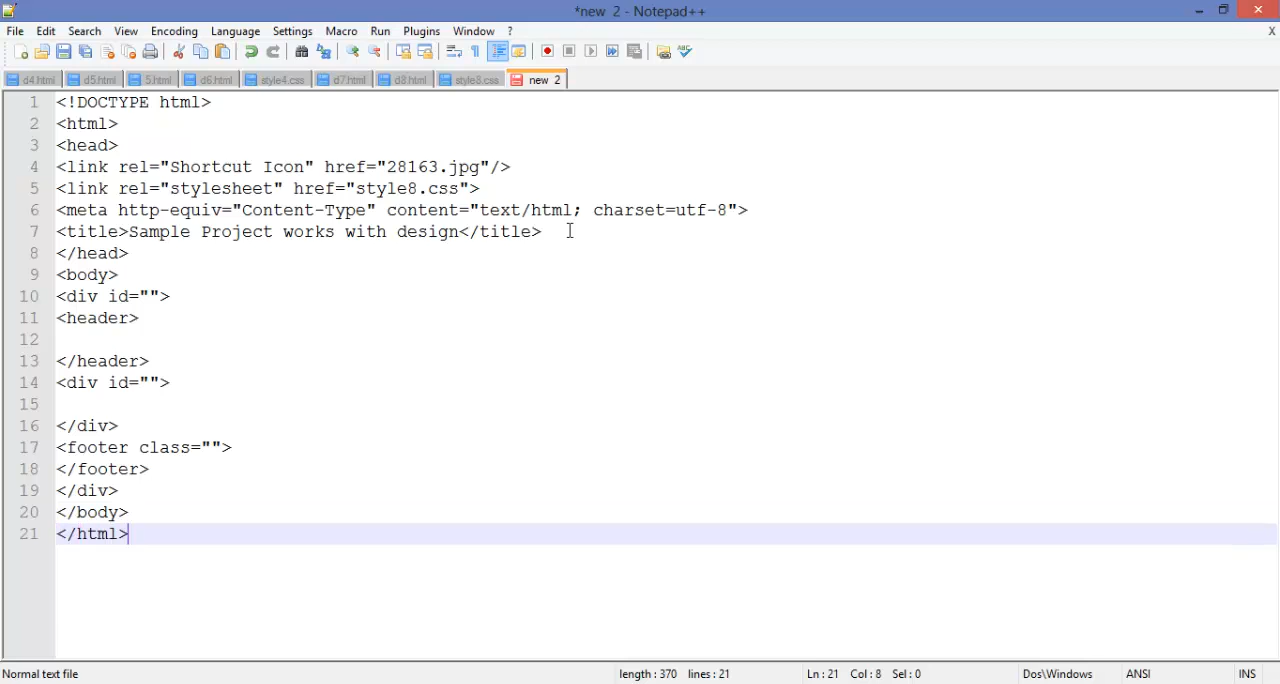 *new 2 - Notepad++
File Edit Search View Encoding Language Settings Macro Run Plugins Window ? X
d4.html d5.html 5.html d6.html style4.css d7.html d8.html style8.css new 2
1 <!DOCTYPE html>
2 <html>
3 <head>
4 <link rel="Shortcut Icon" href="28163.jpg"/>
5 <link rel="stylesheet" href="style8.css">
6 <meta http-equiv="Content-Type" content="text/html; charset=utf-8">
7 <title>Sample Project works with design</title>
8 </head>
9 <body>
10 <div id="">
11 <header>
12
13 </header>
14 <div id="">
15
16 </div>
17 <footer class="">
18 </footer>
19 </div>
20 </body>
21 </html>
Normal text file length : 370 lines : 21 Ln : 21 Col : 8 Sel : 0 Dos\Windows ANSI INS